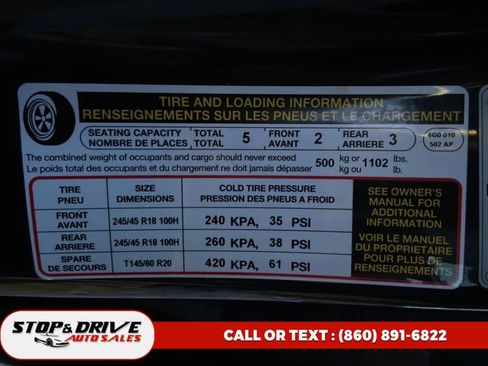 TIRE AND LOADING INFORMATION
RENSEIGNEMENTS SUR LES PNEUS ET LE CHARGEMENT
SEATING CAPACITY TOTAL 5 FRONT 2 REAR 3
NOMBRE DE PLACES TOTAL AVANT ARRIERE
4G8 010
502 AP
The combined weight of occupants and cargo should never exceed 500 kg or 1102 lbs.
Le poids total des occupants et du chargement ne doit jamais dépasser kg ou lb.
TIRE SIZE COLD TIRE PRESSURE
PNEU DIMENSIONS PRESSION DES PNEUS A FROID
FRONT
AVANT 245/45 R18 100H 240 KPA, 35 PSI
REAR
ARRIERE 245/45 R18 100H 260 KPA, 38 PSI
SPARE
DE SECOURS T145/60 R20 420 KPA, 61 PSI
SEE OWNER'S
MANUAL FOR
ADDITIONAL
INFORMATION
VOIR LE MANUEL
DU PROPRIETAIRE
POUR PLUS DE
RENSEIGNEMENTS
STOP & DRIVE
AUTO SALES
CALL OR TEXT : (860) 891-6822